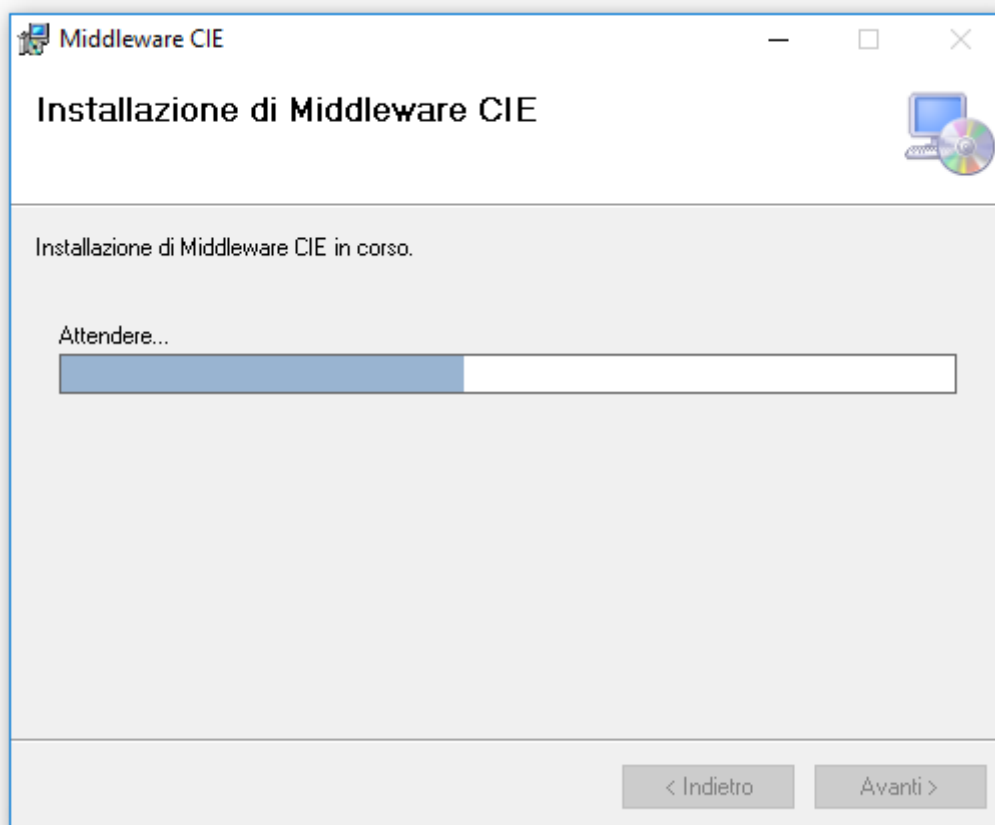 Middleware CIE
Installazione di Middleware CIE
Installazione di Middleware CIE in corso.
Attendere...
< Indietro
Avanti >